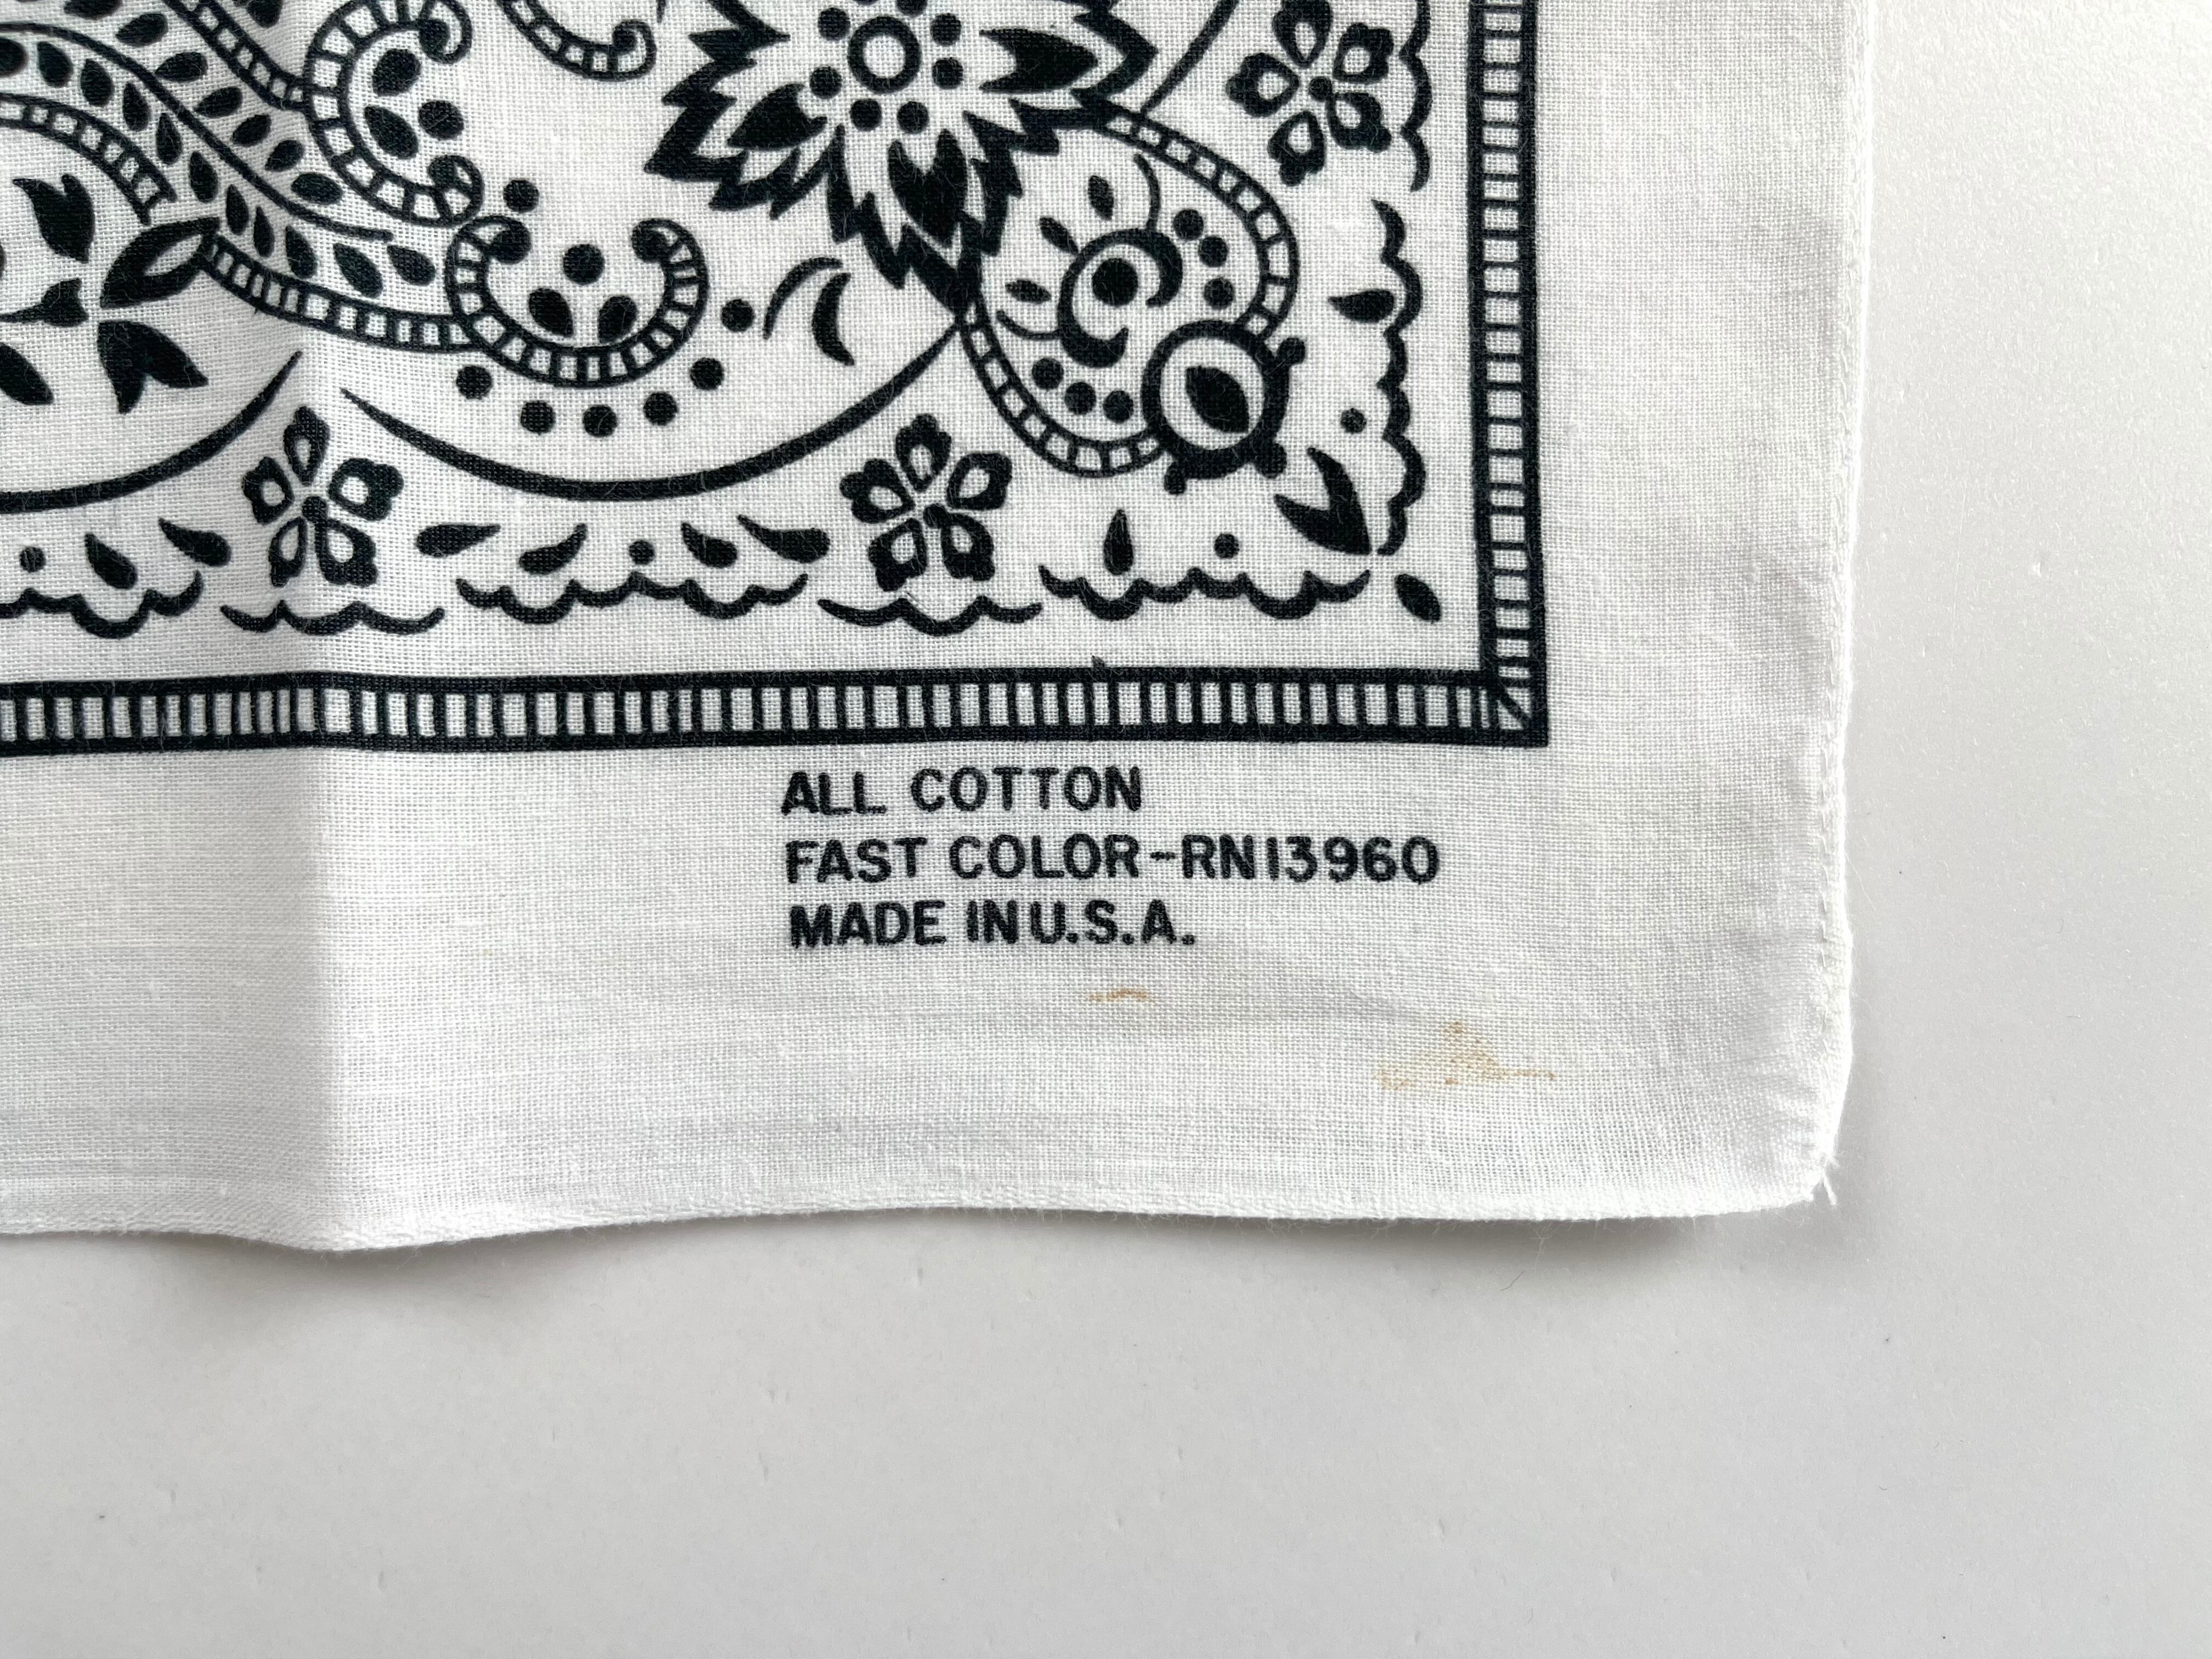 ALL COTTON
FAST COLOR-RN13960
MADE IN U.S.A.